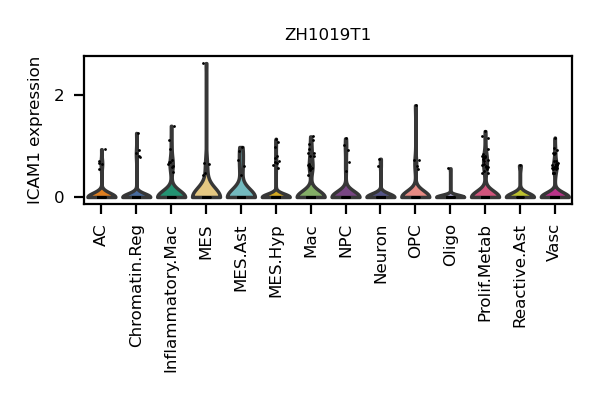 ZH1019T1
ICAM1 expression
2
0
AC
Chromatin.Reg
Inflammatory.Mac
MES
MES.Ast
MES.Hyp
Mac
NPC
Neuron
OPC
Oligo
Prolif.Metab
Reactive.Ast
Vasc